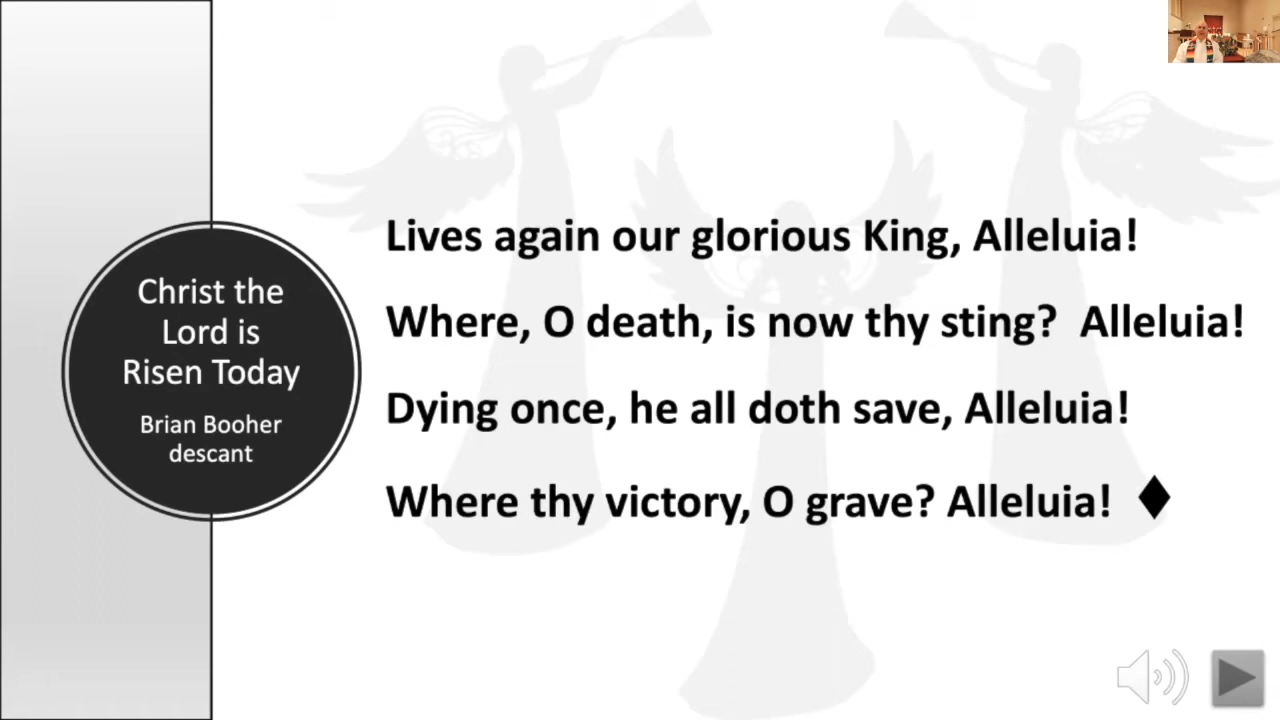 Christ the
Lord is
Risen Today
Brian Booher
descant
Lives again our glorious King, Alleluia!
Where, O death, is now thy sting?  Alleluia!
Dying once, he all doth save, Alleluia!
Where thy victory, O grave? Alleluia! ♦